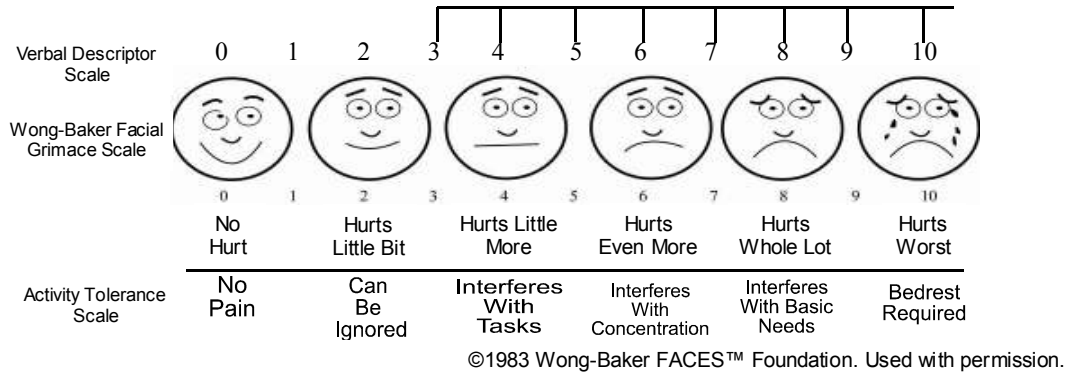 Verbal Descriptor
Scale
0 1 2 3 4 5 6 7 8 9 10
Wong-Baker Facial
Grimace Scale
0 1 2 3 4 5 6 7 8 9 10
No
Hurt
Hurts
Little Bit
Hurts Little
More
Hurts
Even More
Hurts
Whole Lot
Hurts
Worst
Activity Tolerance
Scale
No
Pain
Can
Be
Ignored
Interferes
With
Tasks
Interferes
With
Concentration
Interferes
With Basic
Needs
Bedrest
Required
©1983 Wong-Baker FACES™ Foundation. Used with permission.